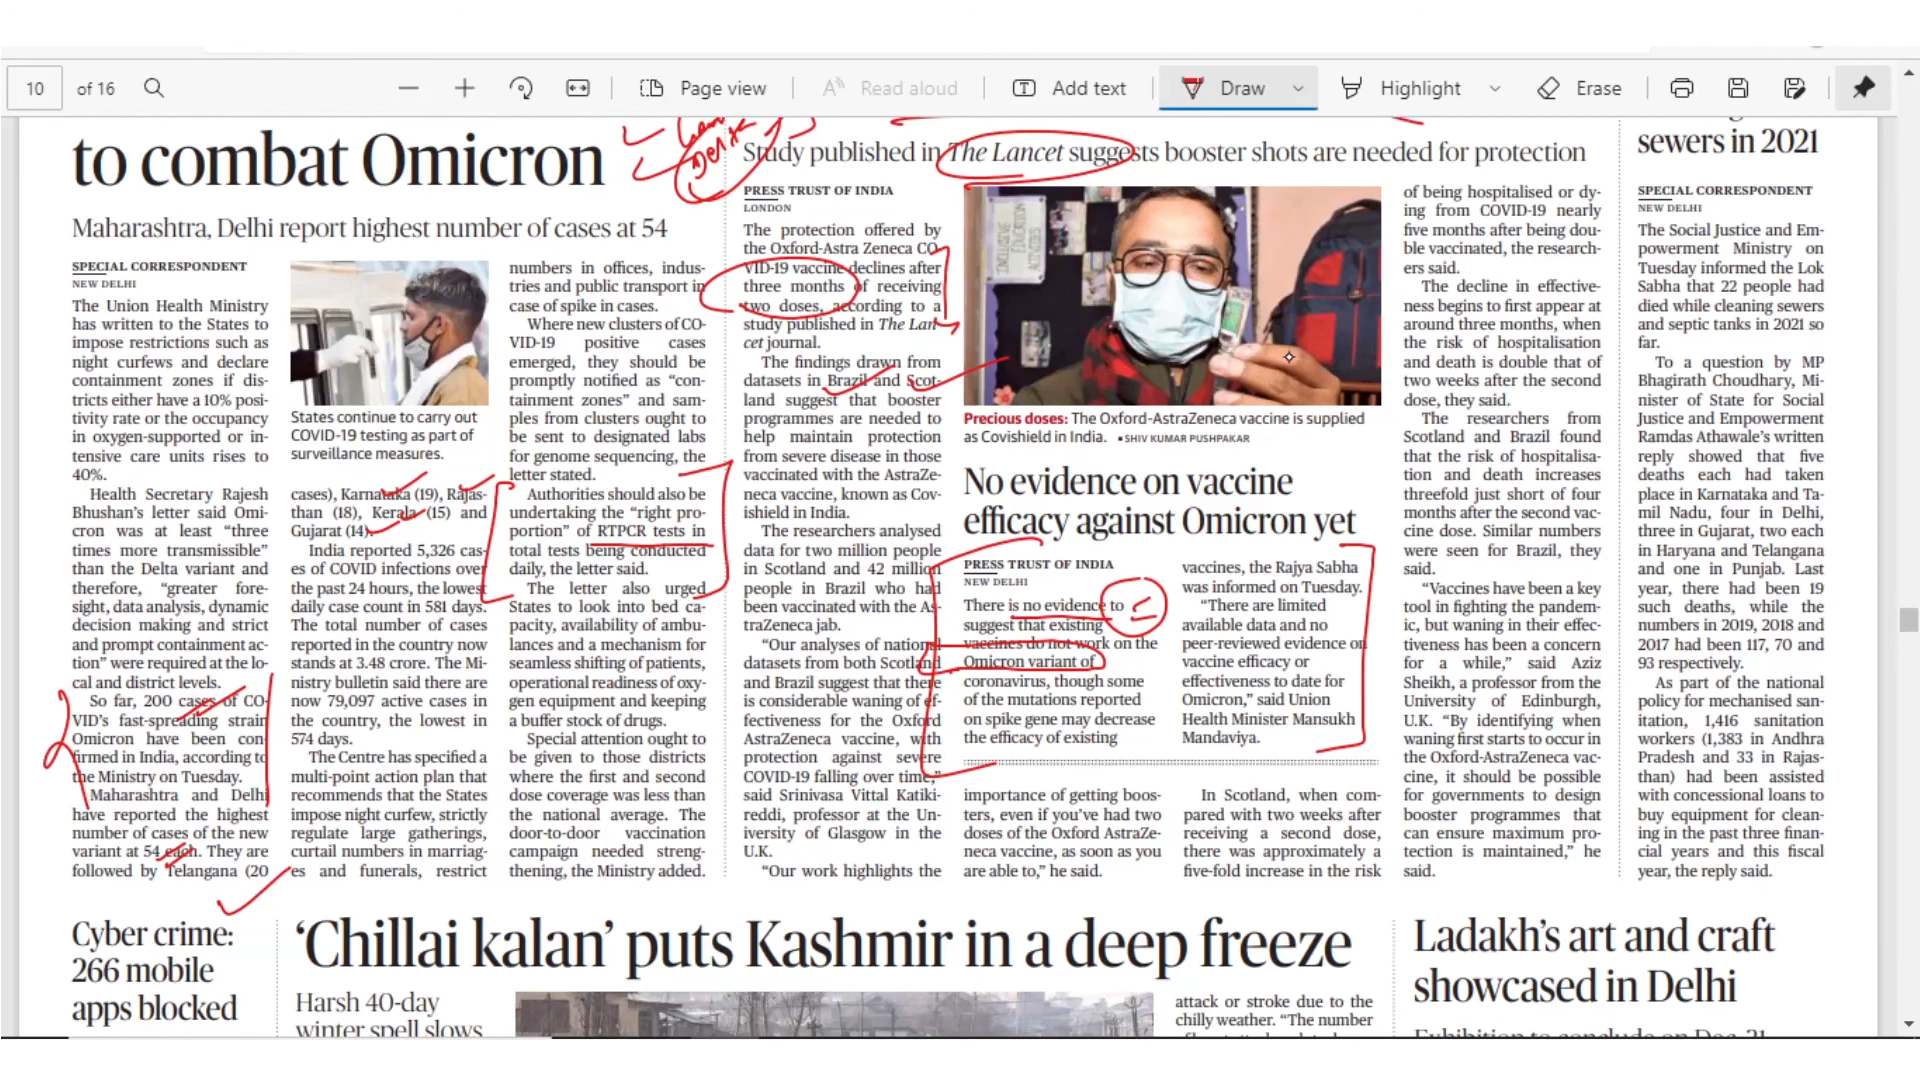 10 of 16 Page view Read aloud Add text Draw Highlight Erase
to combat Omicron
Maharashtra, Delhi report highest number of cases at 54
SPECIAL CORRESPONDENT
NEW DELHI
The Union Health Ministry
has written to the States to
impose restrictions such as
night curfews and declare
containment zones if dis-
tricts either have a 10% posi-
tivity rate or the occupancy
in oxygen-supported or in-
tensive care units rises to
40%.
Health Secretary Rajesh
Bhushan's letter said Omi-
cron was at least “three
times more transmissible”
than the Delta variant and
therefore, “greater fore-
sight, data analysis, dynamic
decision making and strict
and prompt containment ac-
tion” were required at the lo-
cal and district levels.
So far, 200 cases of CO-
VID's fast-spreading strain
Omicron have been con-
firmed in India, according to
the Ministry on Tuesday.
Maharashtra and Delhi
have reported the highest
number of cases of the new
variant at 54 each. They are
followed by Telangana (20
States continue to carry out
COVID-19 testing as part of
surveillance measures.
cases), Karnataka (19), Rajas-
than (18), Kerala (15) and
Gujarat (14).
India reported 5,326 cas-
es of COVID infections over
the past 24 hours, the lowest
daily case count in 581 days.
The total number of cases
reported in the country now
stands at 3.48 crore. The Mi-
nistry bulletin said there are
now 79,097 active cases in
the country, the lowest in
574 days.
The Centre has specified a
multi-point action plan that
recommends that the States
impose night curfew, strictly
regulate large gatherings,
curtail numbers in marriag-
es and funerals, restrict
numbers in offices, indus-
tries and public transport in
case of spike in cases.
Where new clusters of CO-
VID-19 positive cases
emerged, they should be
promptly notified as “con-
tainment zones” and sam-
ples from clusters ought to
be sent to designated labs
for genome sequencing, the
letter stated.
Authorities should also be
undertaking the “right pro-
portion” of RTPCR tests in
total tests being conducted
daily, the letter said.
The letter also urged
States to look into bed ca-
pacity, availability of ambu-
lances and a mechanism for
seamless shifting of patients,
operational readiness of oxy-
gen equipment and keeping
a buffer stock of drugs.
Special attention ought to
be given to those districts
where the first and second
dose coverage was less than
the national average. The
door-to-door vaccination
campaign needed streng-
thening, the Ministry added.
Study published in The Lancet suggests booster shots are needed for protection
PRESS TRUST OF INDIA
LONDON
The protection offered by
the Oxford-Astra Zeneca CO-
VID-19 vaccine declines after
three months of receiving
two doses, according to a
study published in The Lan-
cet journal.
The findings drawn from
datasets in Brazil and Scot-
land suggest that booster
programmes are needed to
help maintain protection
from severe disease in those
vaccinated with the AstraZe-
neca vaccine, known as Cov-
ishield in India.
The researchers analysed
data for two million people
in Scotland and 42 million
people in Brazil who had
been vaccinated with the As-
traZeneca jab.
“Our analyses of national
datasets from both Scotland
and Brazil suggest that there
is considerable waning of ef-
fectiveness for the Oxford
AstraZeneca vaccine, with
protection against severe
COVID-19 falling over time,”
said Srinivasa Vittal Katiki-
reddi, professor at the Un-
iversity of Glasgow in the
U.K.
“Our work highlights the
INCLUSIVE EDUCATION ACTIVITIES
Precious doses: The Oxford-AstraZeneca vaccine is supplied
as Covishield in India. ▪ SHIV KUMAR PUSHPAKAR
No evidence on vaccine
efficacy against Omicron yet
PRESS TRUST OF INDIA
NEW DELHI
There is no evidence to
suggest that existing
vaccines do not work on the
Omicron variant of
coronavirus, though some
of the mutations reported
on spike gene may decrease
the efficacy of existing
vaccines, the Rajya Sabha
was informed on Tuesday.
“There are limited
available data and no
peer-reviewed evidence on
vaccine efficacy or
effectiveness to date for
Omicron,” said Union
Health Minister Mansukh
Mandaviya.
importance of getting boos-
ters, even if you've had two
doses of the Oxford AstraZe-
neca vaccine, as soon as you
are able to,” he said.
In Scotland, when com-
pared with two weeks after
receiving a second dose,
there was approximately a
five-fold increase in the risk
of being hospitalised or dy-
ing from COVID-19 nearly
five months after being dou-
ble vaccinated, the research-
ers said.
The decline in effective-
ness begins to first appear at
around three months, when
the risk of hospitalisation
and death is double that of
two weeks after the second
dose, they said.
The researchers from
Scotland and Brazil found
that the risk of hospitalisa-
tion and death increases
threefold just short of four
months after the second vac-
cine dose. Similar numbers
were seen for Brazil, they
said.
“Vaccines have been a key
tool in fighting the pandem-
ic, but waning in their effec-
tiveness has been a concern
for a while,” said Aziz
Sheikh, a professor from the
University of Edinburgh,
U.K. “By identifying when
waning first starts to occur in
the Oxford-AstraZeneca vac-
cine, it should be possible
for governments to design
booster programmes that
can ensure maximum pro-
tection is maintained,” he
said.
sewers in 2021
SPECIAL CORRESPONDENT
NEW DELHI
The Social Justice and Em-
powerment Ministry on
Tuesday informed the Lok
Sabha that 22 people had
died while cleaning sewers
and septic tanks in 2021 so
far.
To a question by MP
Bhagirath Choudhary, Mi-
nister of State for Social
Justice and Empowerment
Ramdas Athawale's written
reply showed that five
deaths each had taken
place in Karnataka and Ta-
mil Nadu, four in Delhi,
three in Gujarat, two each
in Haryana and Telangana
and one in Punjab. Last
year, there had been 19
such deaths, while the
numbers in 2019, 2018 and
2017 had been 117, 70 and
93 respectively.
As part of the national
policy for mechanised san-
itation, 1,416 sanitation
workers (1,383 in Andhra
Pradesh and 33 in Rajas-
than) had been assisted
with concessional loans to
buy equipment for clean-
ing in the past three finan-
cial years and this fiscal
year, the reply said.
Cyber crime:
266 mobile
apps blocked
‘Chillai kalan’ puts Kashmir in a deep freeze
Harsh 40-day
winter spell slows
attack or stroke due to the
chilly weather. “The number
Ladakh's art and craft
showcased in Delhi
Exhibition to conclude on Dec. 31